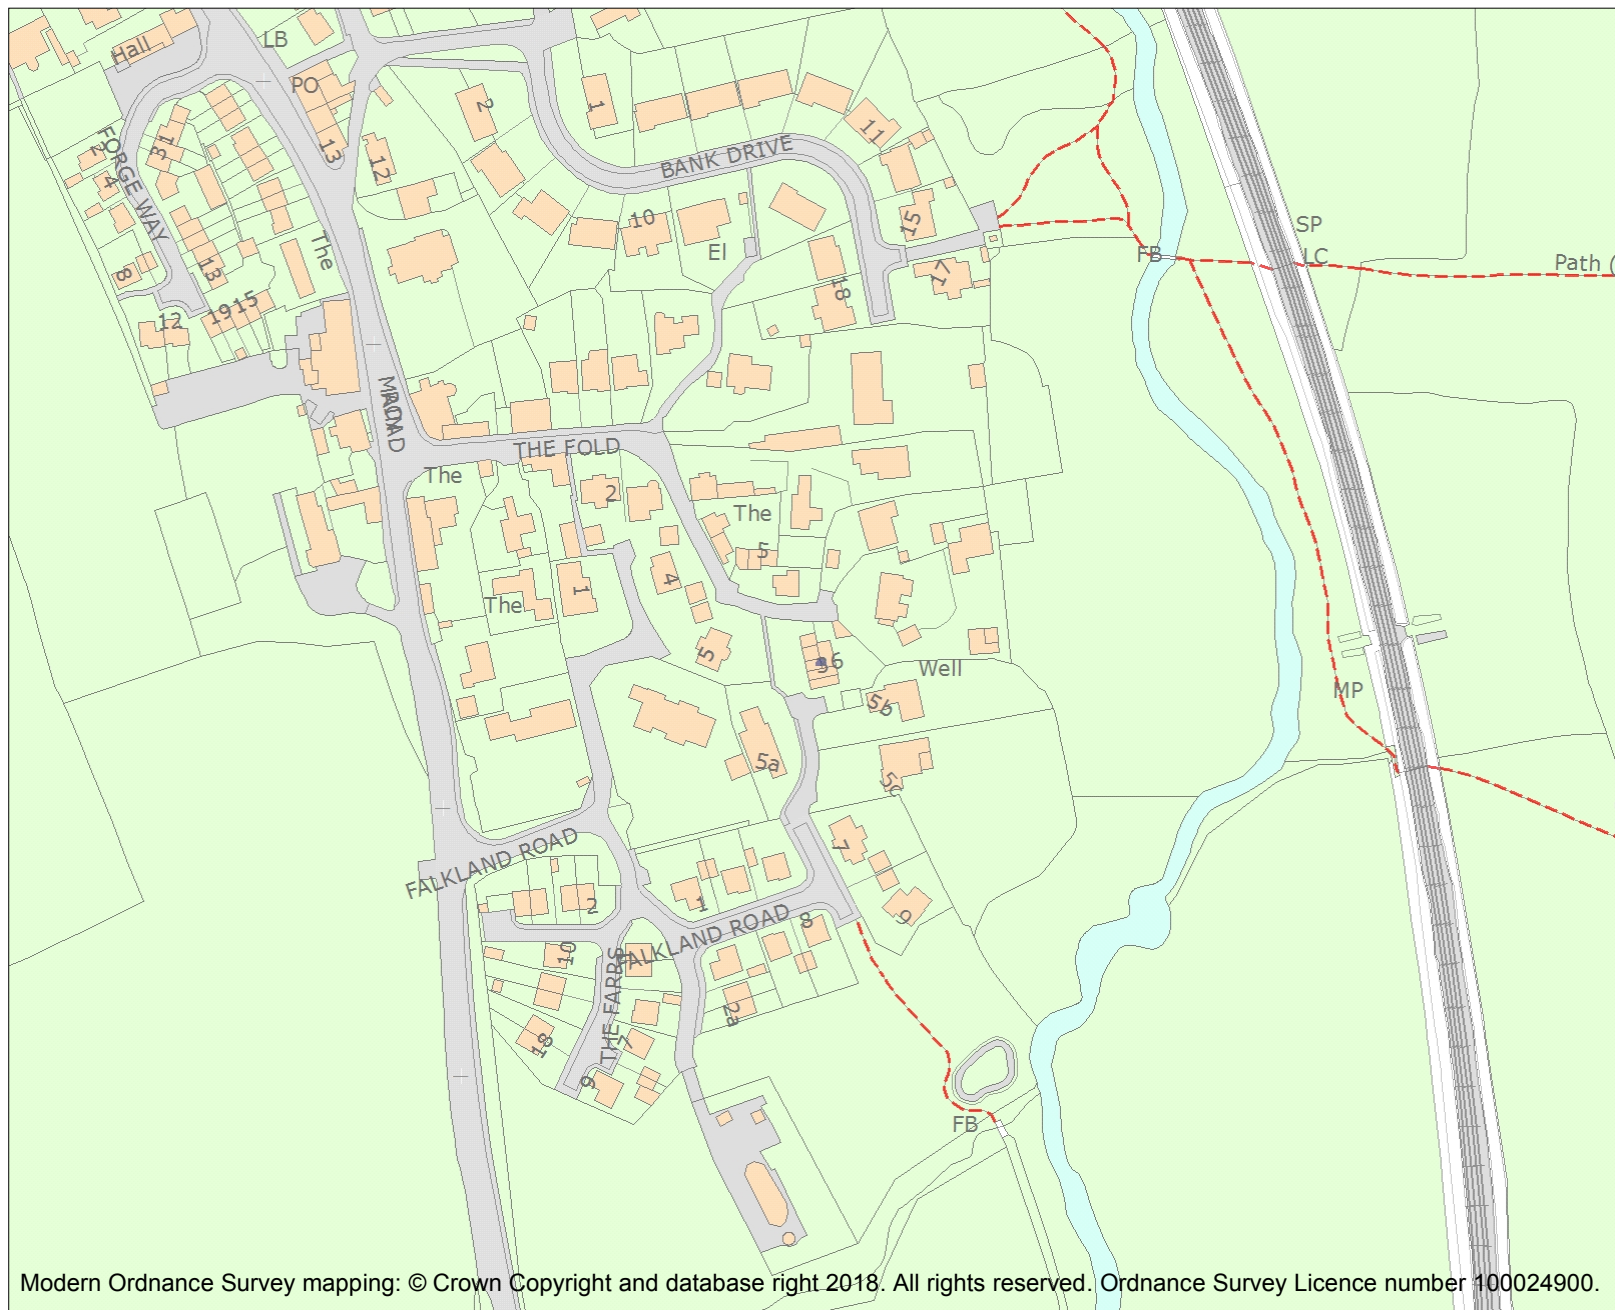 LB
Hall
PO
2
1
11
31
13
12
BANK DRIVE
2
4
FORGE WAY
10
15
SP
The
El
FB
LC
Path (
8
13
17
18
12
19 15
ROAD
THE FOLD
The
2
The
5
4
1
The
5
36
Well
5b
MP
5a
5c
7
FALKLAND ROAD
2
1
8
9
FALKLAND ROAD
10
THE FARRS
2a
18
7
9
FB
Modern Ordnance Survey mapping: © Crown Copyright and database right 2018. All rights reserved. Ordnance Survey Licence number 100024900.